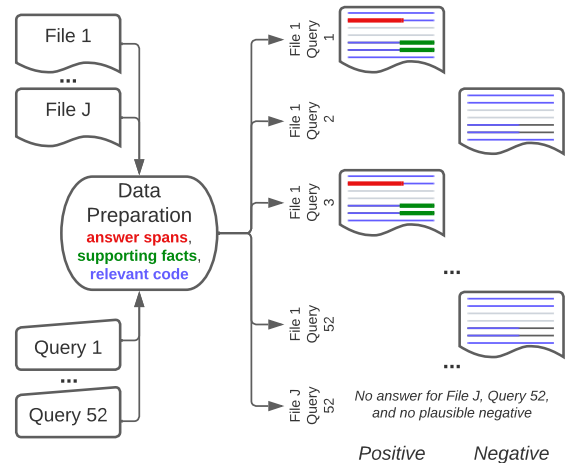 File 1
...
File J
Data
Preparation
answer spans,
supporting facts,
relevant code
Query 1
...
Query 52
File 1
Query
1
File 1
Query
2
File 1
Query
3
...
File 1
Query
52
...
File J
Query
52
No answer for File J, Query 52,
and no plausible negative
Positive
Negative